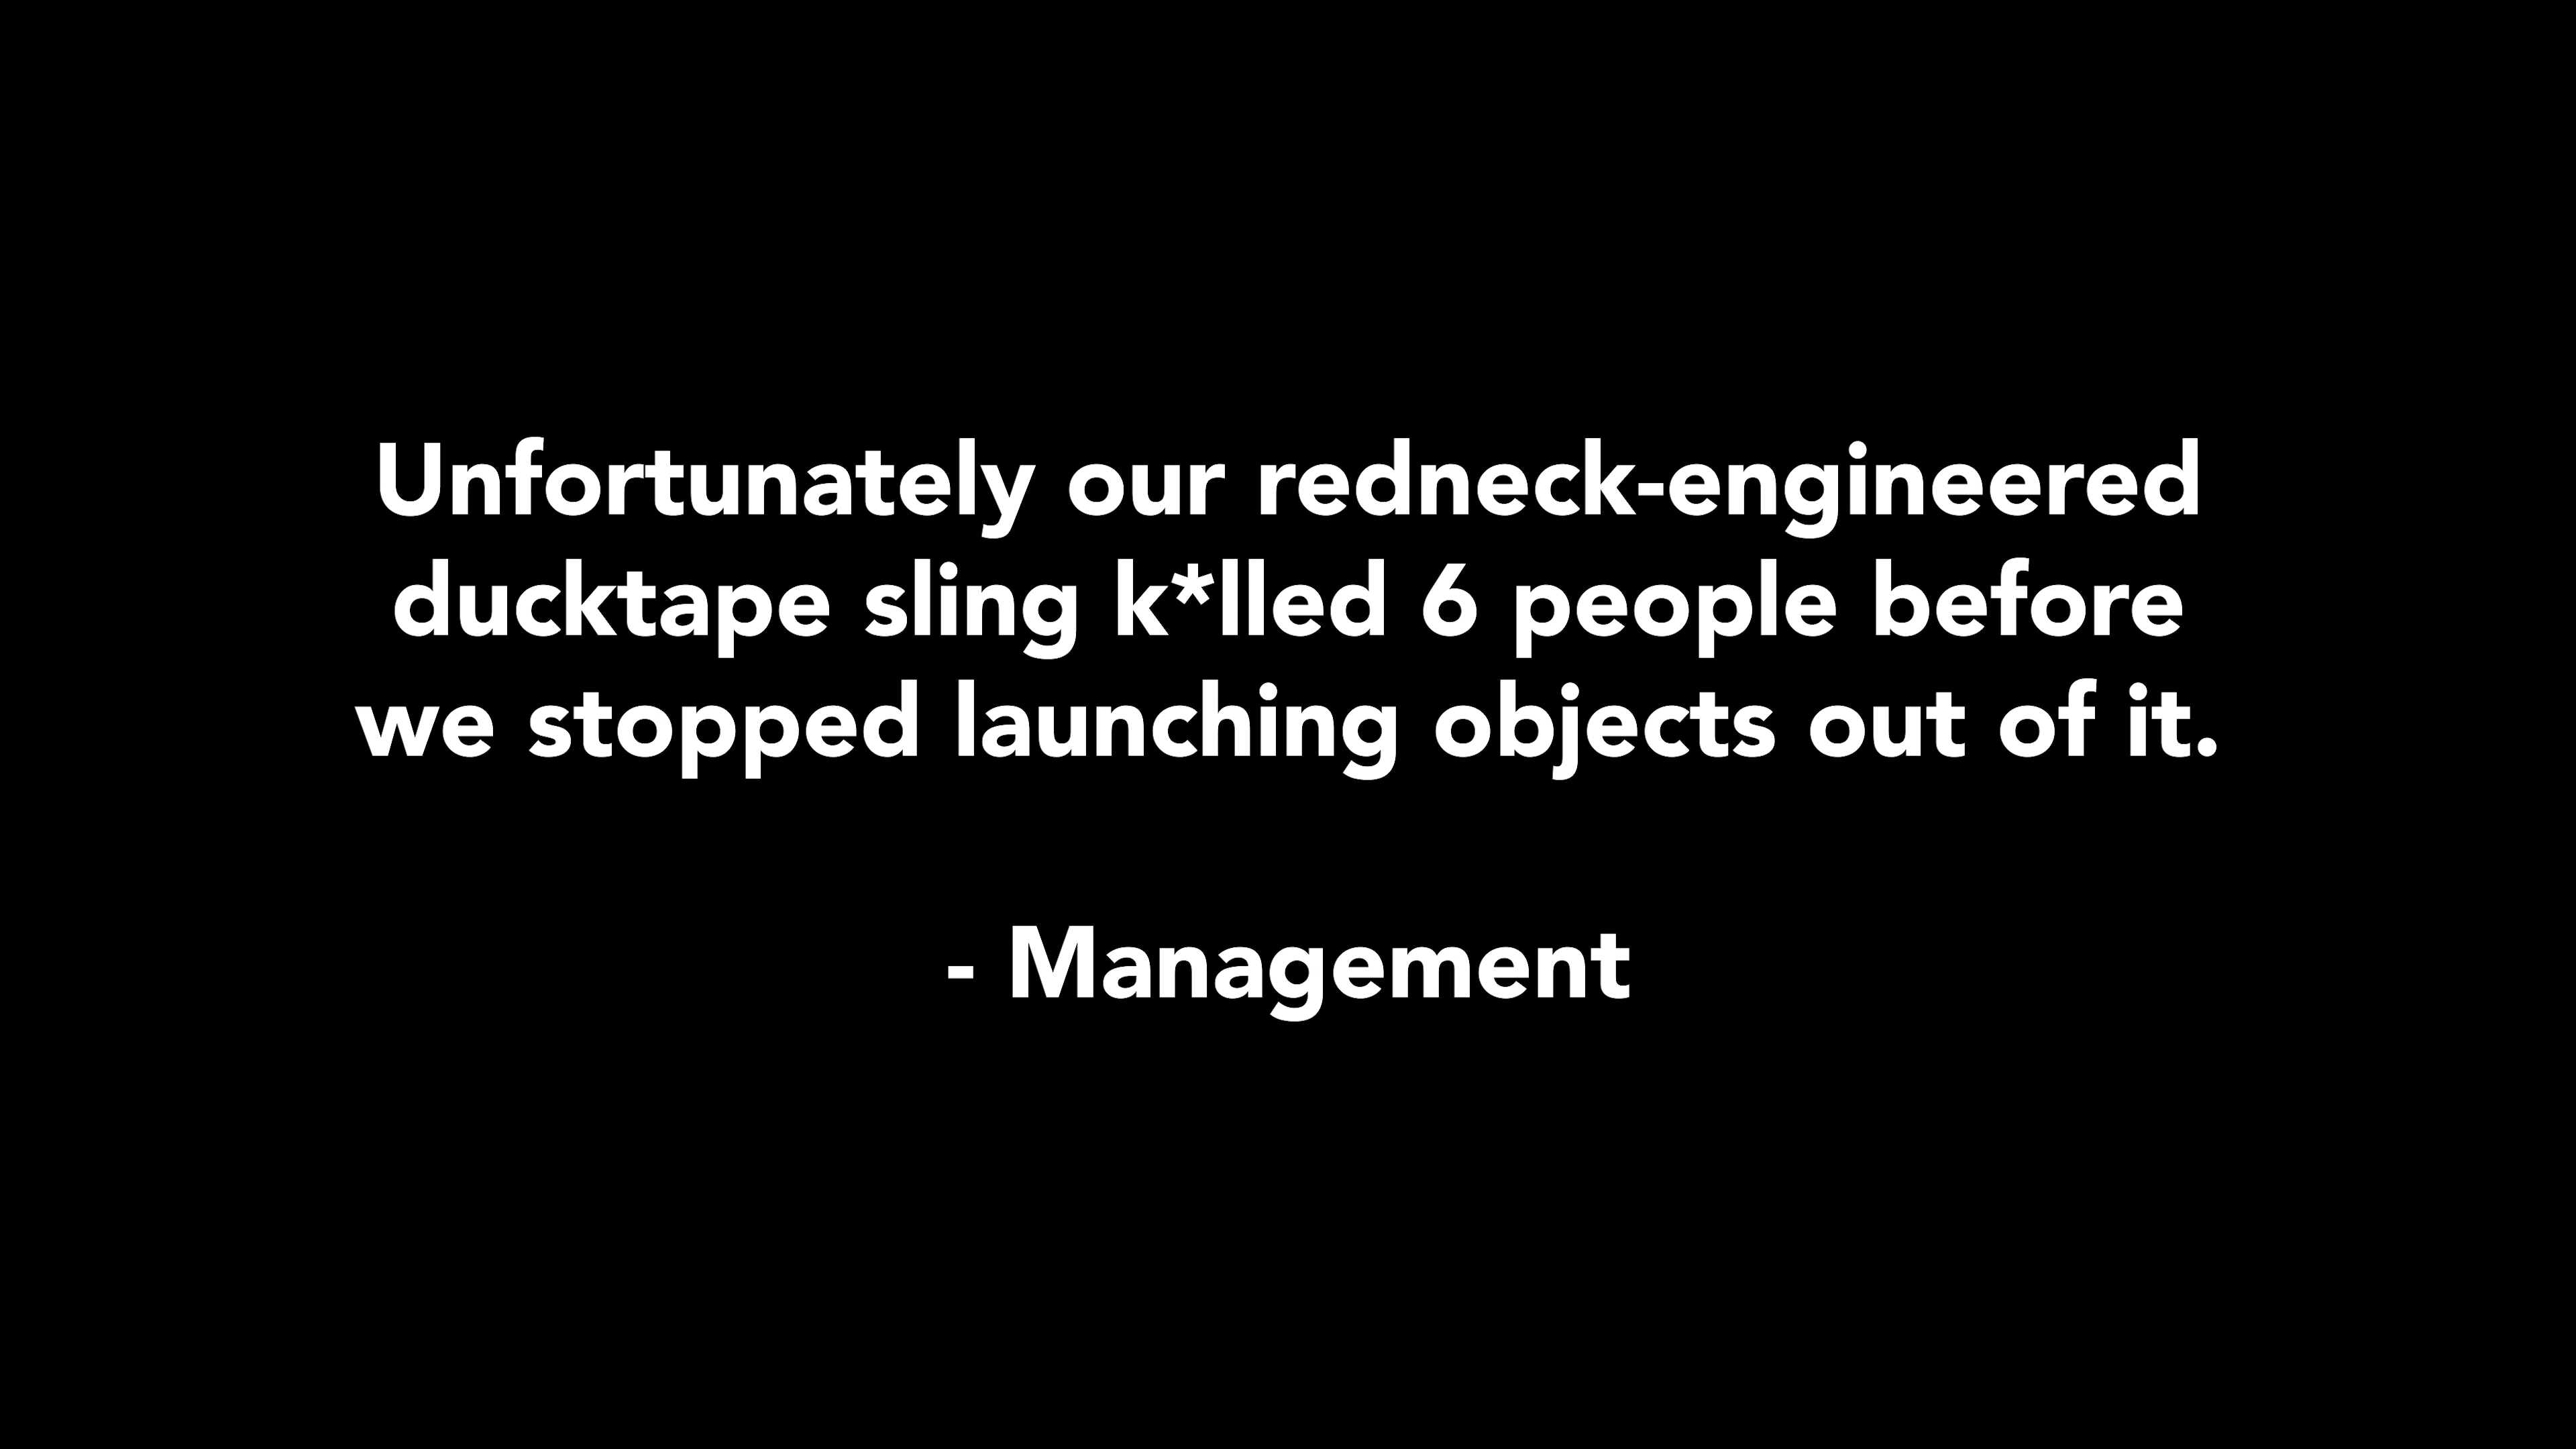 Unfortunately our redneck-engineered
ducktape sling k*lled 6 people before
we stopped launching objects out of it.
- Management